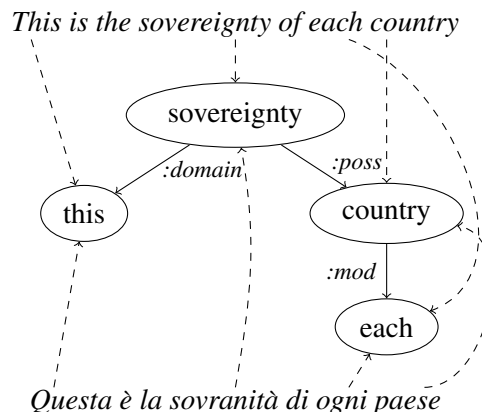 This is the sovereignty of each country
sovereignty
:domain
:poss
this
country
:mod
each
Questa è la sovranità di ogni paese